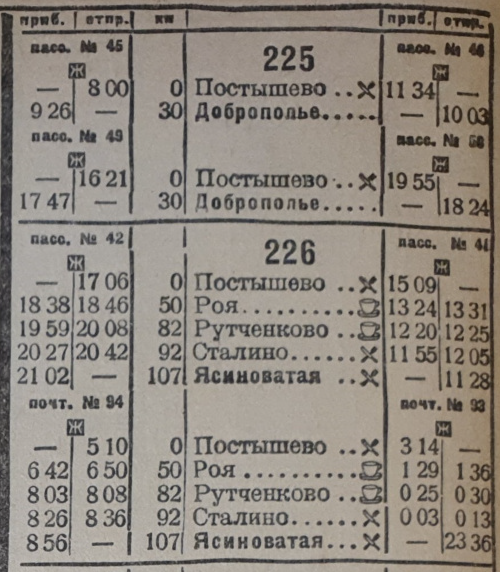 приб. отпр. км приб. отпр.
пасс. № 45 225 пасс. № 46
Ж Ж
— 8 00 0 Постышево .. 11 34 —
9 26 — 30 Доброполье..... — 10 03
пасс. № 49 пасс. № 50
Ж Ж
— 16 21 0 Постышево .. 19 55 —
17 47 — 30 Доброполье..... — 18 24
пасс. № 42 226 пасс. № 41
Ж Ж
— 17 06 0 Постышево .. 15 09 —
18 38 18 46 50 Роя.......... 13 24 13 31
19 59 20 08 82 Рутченково .. 12 20 12 25
20 27 20 42 92 Сталино...... 11 55 12 05
21 02 — 107 Ясиноватая .. — 11 28
почт. № 94 почт. № 93
Ж Ж
— 5 10 0 Постышево .. 3 14 —
6 42 6 50 50 Роя .......... 1 29 1 36
8 03 8 08 82 Рутченково .. 0 25 0 30
8 26 8 36 92 Сталино...... 0 03 0 13
8 56 — 107 Ясиноватая... — 23 36